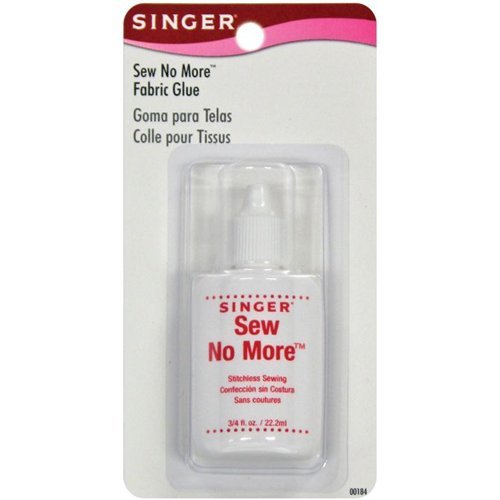 SINGER®
Sew No More™
Fabric Glue
Goma para Telas
Colle pour Tissus
SINGER®
Sew
No More™
Stitchless Sewing
Confección sin Costura
Sans coutures
3/4 fl. oz. / 22.2ml
00184